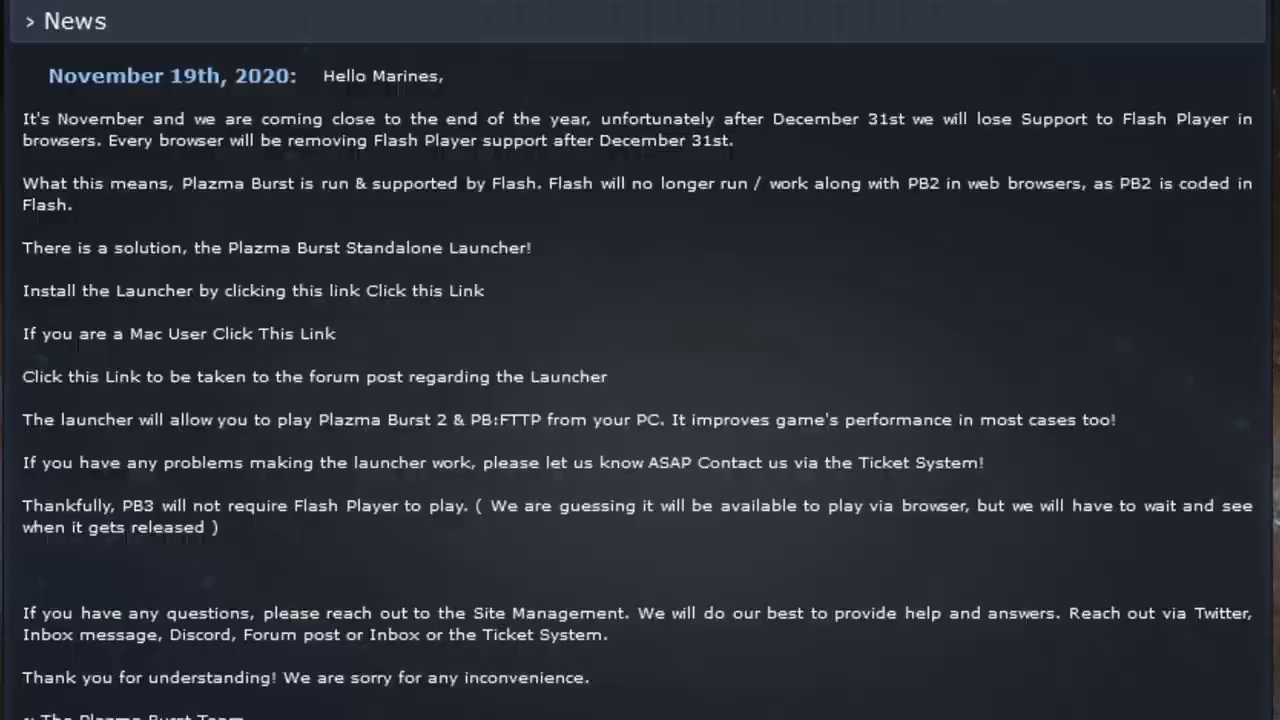 › News
November 19th, 2020: Hello Marines,
It's November and we are coming close to the end of the year, unfortunately after December 31st we will lose Support to Flash Player in
browsers. Every browser will be removing Flash Player support after December 31st.
What this means, Plazma Burst is run & supported by Flash. Flash will no longer run / work along with PB2 in web browsers, as PB2 is coded in
Flash.
There is a solution, the Plazma Burst Standalone Launcher!
Install the Launcher by clicking this link Click this Link
If you are a Mac User Click This Link
Click this Link to be taken to the forum post regarding the Launcher
The launcher will allow you to play Plazma Burst 2 & PB:FTTP from your PC. It improves game's performance in most cases too!
If you have any problems making the launcher work, please let us know ASAP Contact us via the Ticket System!
Thankfully, PB3 will not require Flash Player to play. ( We are guessing it will be available to play via browser, but we will have to wait and see
when it gets released )
If you have any questions, please reach out to the Site Management. We will do our best to provide help and answers. Reach out via Twitter,
Inbox message, Discord, Forum post or Inbox or the Ticket System.
Thank you for understanding! We are sorry for any inconvenience.
~ The Plazma Burst Team